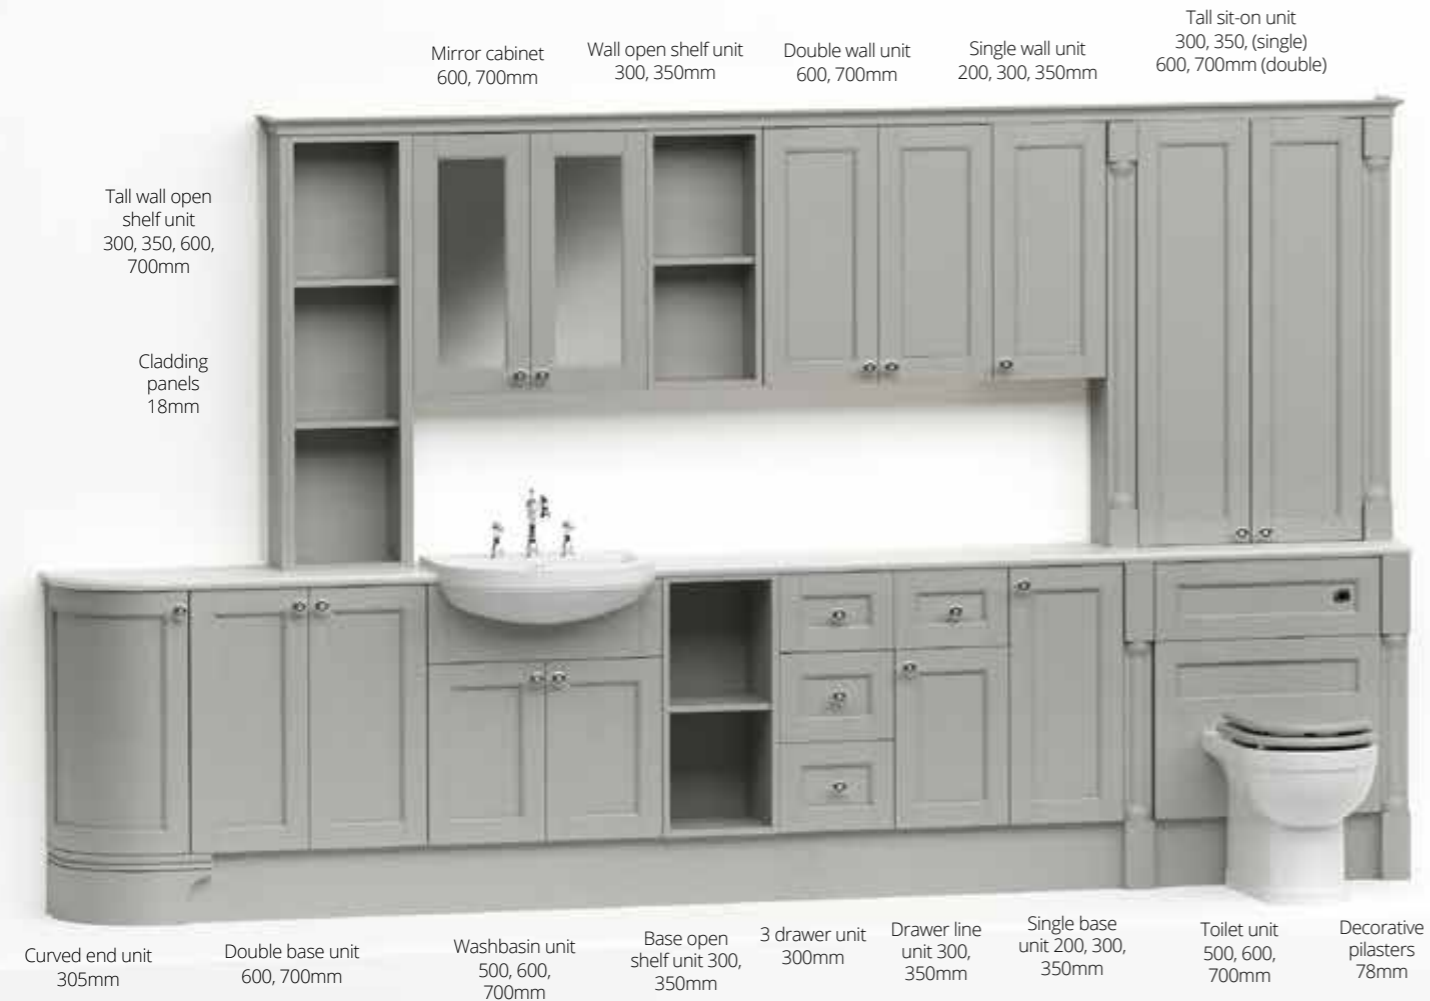 Mirror cabinet
600, 700mm
Wall open shelf unit
300, 350mm
Double wall unit
600, 700mm
Single wall unit
200, 300, 350mm
Tall sit-on unit
300, 350, (single)
600, 700mm (double)
Tall wall open
shelf unit
300, 350, 600,
700mm
Cladding
panels
18mm
Curved end unit
305mm
Double base unit
600, 700mm
Washbasin unit
500, 600,
700mm
Base open
shelf unit 300,
350mm
3 drawer unit
300mm
Drawer line
unit 300,
350mm
Single base
unit 200, 300,
350mm
Toilet unit
500, 600,
700mm
Decorative
pilasters
78mm